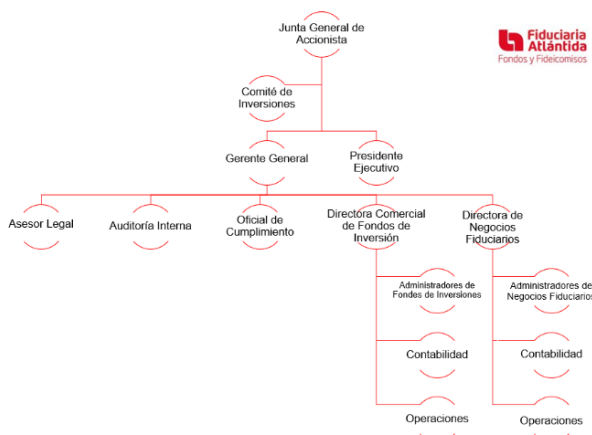 Junta General de
Accionista
Fiduciaria
Atlántida
Fondos y Fideicomisos
Comité de
Inversiones
Gerente General
Presidente
Ejecutivo
Asesor Legal
Auditoría Interna
Oficial de
Cumplimiento
Directora Comercial
de Fondos de
Inversión
Directora de
Negocios
Fiduciarios
Administradores de
Fondes de Inversiones
Administradores de
Negocios Fiduciarios
Contabilidad
Contabilidad
Operaciones
Operaciones